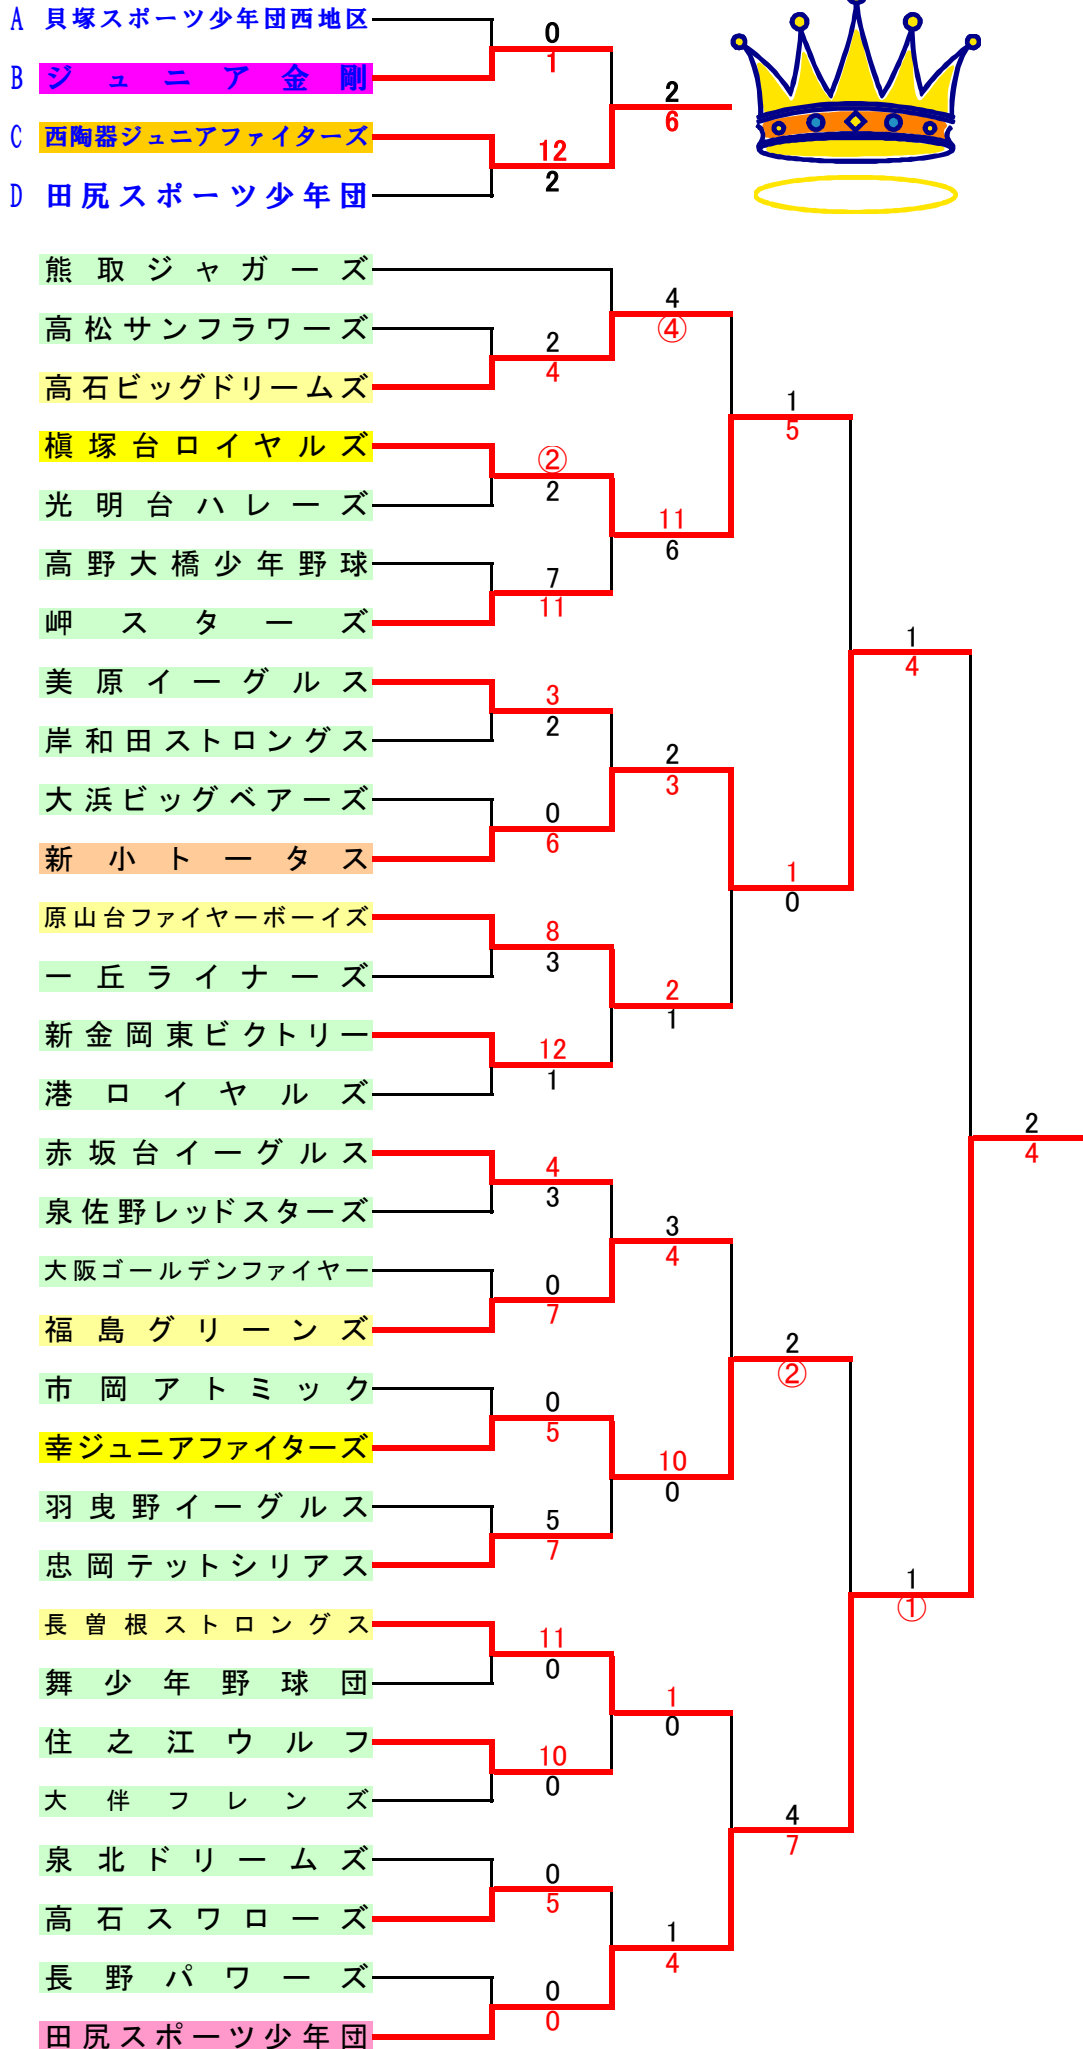 A 貝塚スポーツ少年団西地区
0
1
B ジュニア金剛
2
6
C 西陶器ジュニアファイターズ
12
2
D 田尻スポーツ少年団
熊取ジャガーズ
4
④
高松サンフラワーズ
2
4
高石ビッグドリームズ
1
5
槇塚台ロイヤルズ
②
2
光明台ハレーズ
11
6
高野大橋少年野球
7
11
岬スターズ
1
4
美原イーグルス
3
2
岸和田ストロングス
2
3
大浜ビッグベアーズ
0
6
新小トータス
1
0
原山台ファイヤーボーイズ
8
3
一丘ライナーズ
2
1
新金岡東ビクトリー
12
1
港ロイヤルズ
2
4
赤坂台イーグルス
4
3
泉佐野レッドスターズ
3
4
大阪ゴールデンファイヤー
0
7
福島グリーンズ
2
②
市岡アトミック
0
5
幸ジュニアファイターズ
10
0
羽曳野イーグルス
5
7
忠岡テットシリアス
1
①
長曽根ストロングス
11
0
舞少年野球団
1
0
住之江ウルフ
10
0
大伴フレンズ
4
7
泉北ドリームズ
0
5
高石スワローズ
1
4
長野パワーズ
0
0
田尻スポーツ少年団